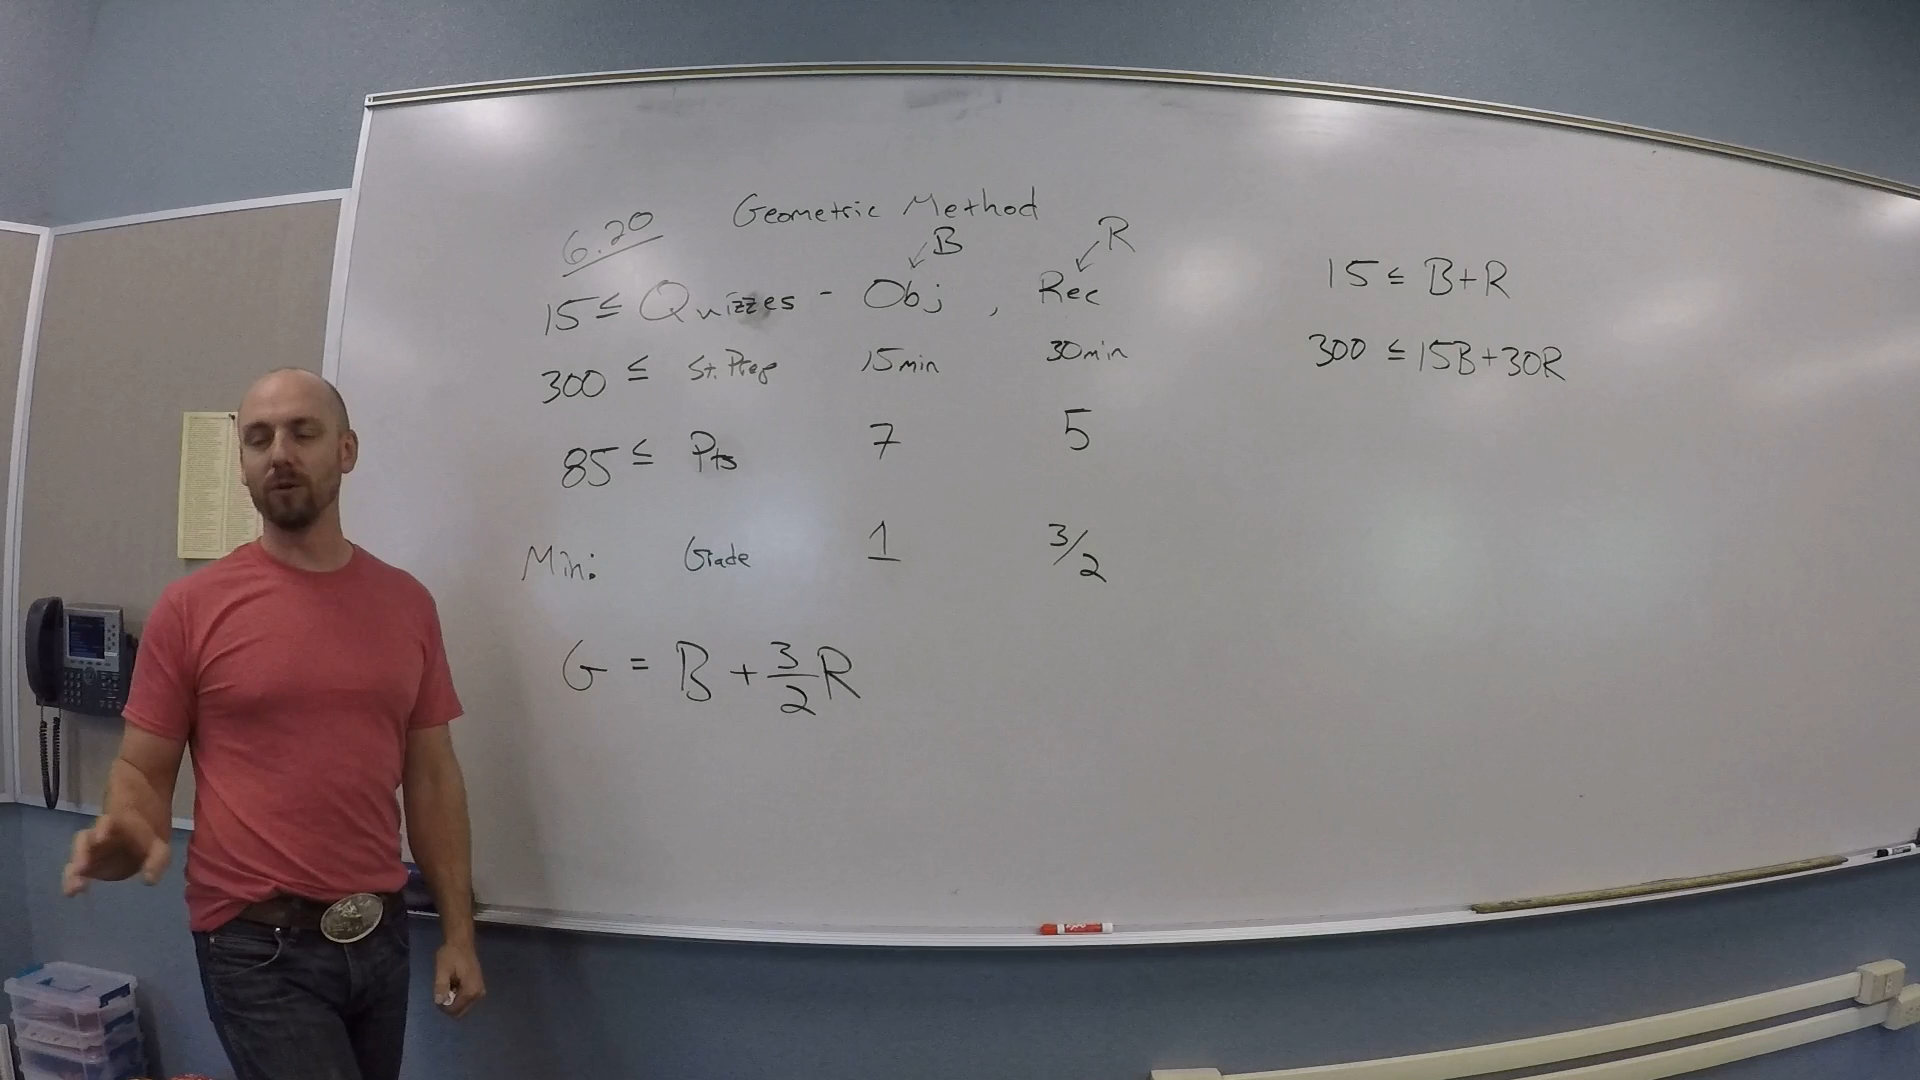 6.20 Geometric Method
B R
15 ≤ Quizzes - Obj , Rec
300 ≤ St. Prep 15min 30min
85 ≤ Pts 7 5
Min: Grade 1 3/2
G = B + 3/2 R
15 ≤ B+R
300 ≤ 15B+30R